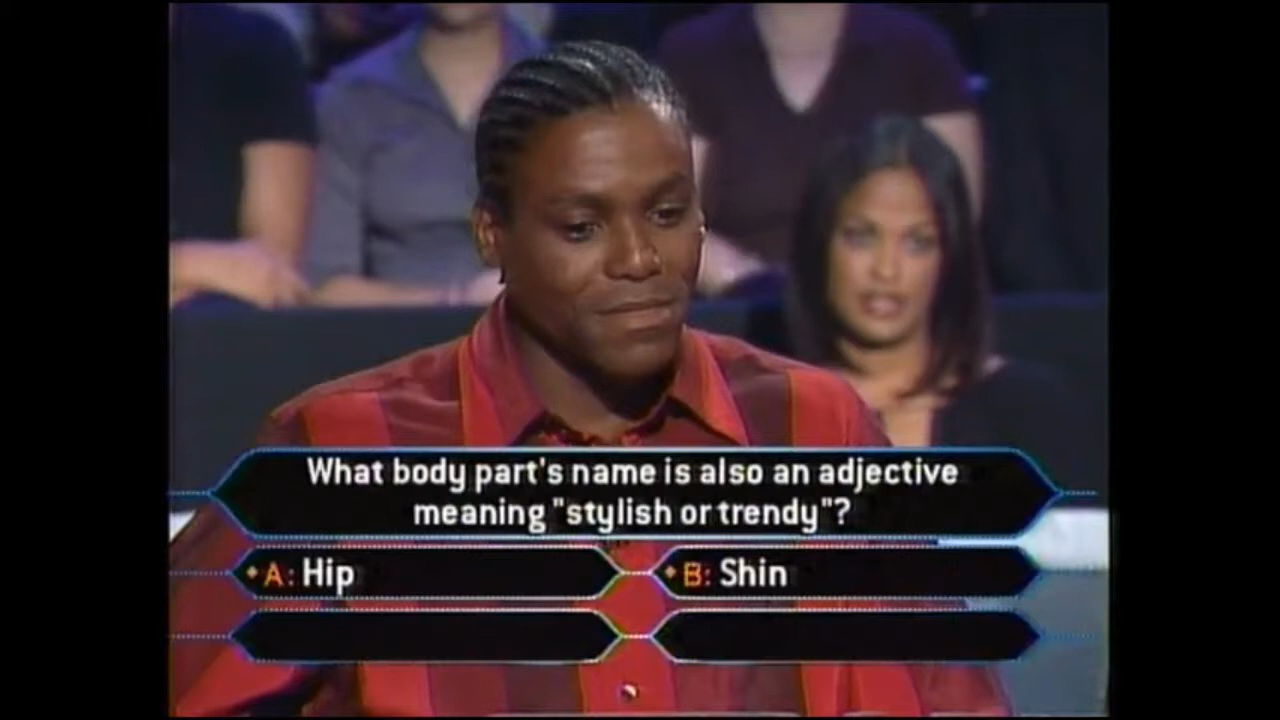 What body part's name is also an adjective
meaning "stylish or trendy"?
A: Hip
B: Shin